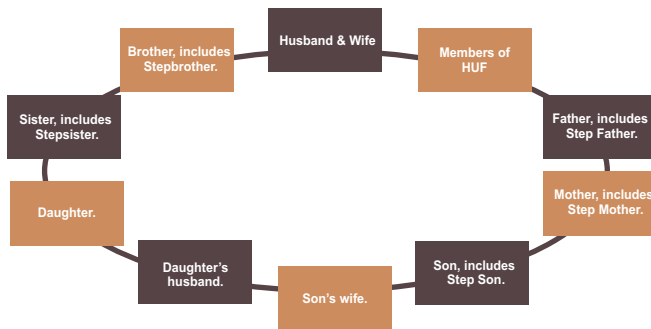 Husband & Wife
Members of
HUF
Father, includes
Step Father.
Mother, includes
Step Mother.
Son, includes
Step Son.
Son's wife.
Daughter's
husband.
Daughter.
Sister, includes
Stepsister.
Brother, includes
Stepbrother.